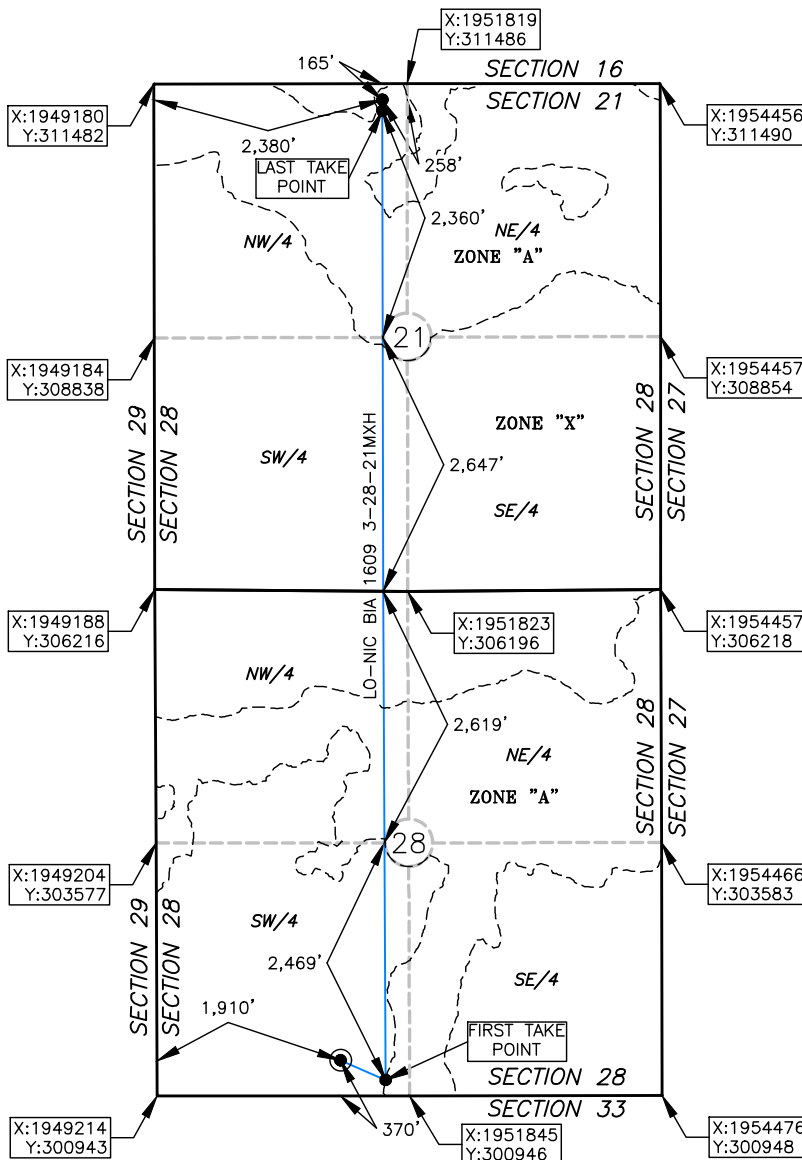 X:1951819
Y:311486
165'
SECTION 16
SECTION 21
X:1949180
Y:311482
X:1954456
Y:311490
2,380'
LAST TAKE
POINT
258'
2,360'
NW/4
NE/4
ZONE "A"
21
X:1949184
Y:308838
X:1954457
Y:308854
SECTION 29
SECTION 28
SECTION 28
SECTION 27
ZONE "X"
SW/4
2,647'
SE/4
LO-NIC BIA 1609 3-28-21MXH
X:1949188
Y:306216
X:1951823
Y:306196
X:1954457
Y:306218
NW/4
2,619'
NE/4
ZONE "A"
SECTION 28
SECTION 27
28
X:1949204
Y:303577
X:1954466
Y:303583
SECTION 29
SECTION 28
SW/4
2,469'
SE/4
1,910'
FIRST TAKE
POINT
SECTION 28
SECTION 33
X:1949214
Y:300943
370'
X:1951845
Y:300946
X:1954476
Y:300948